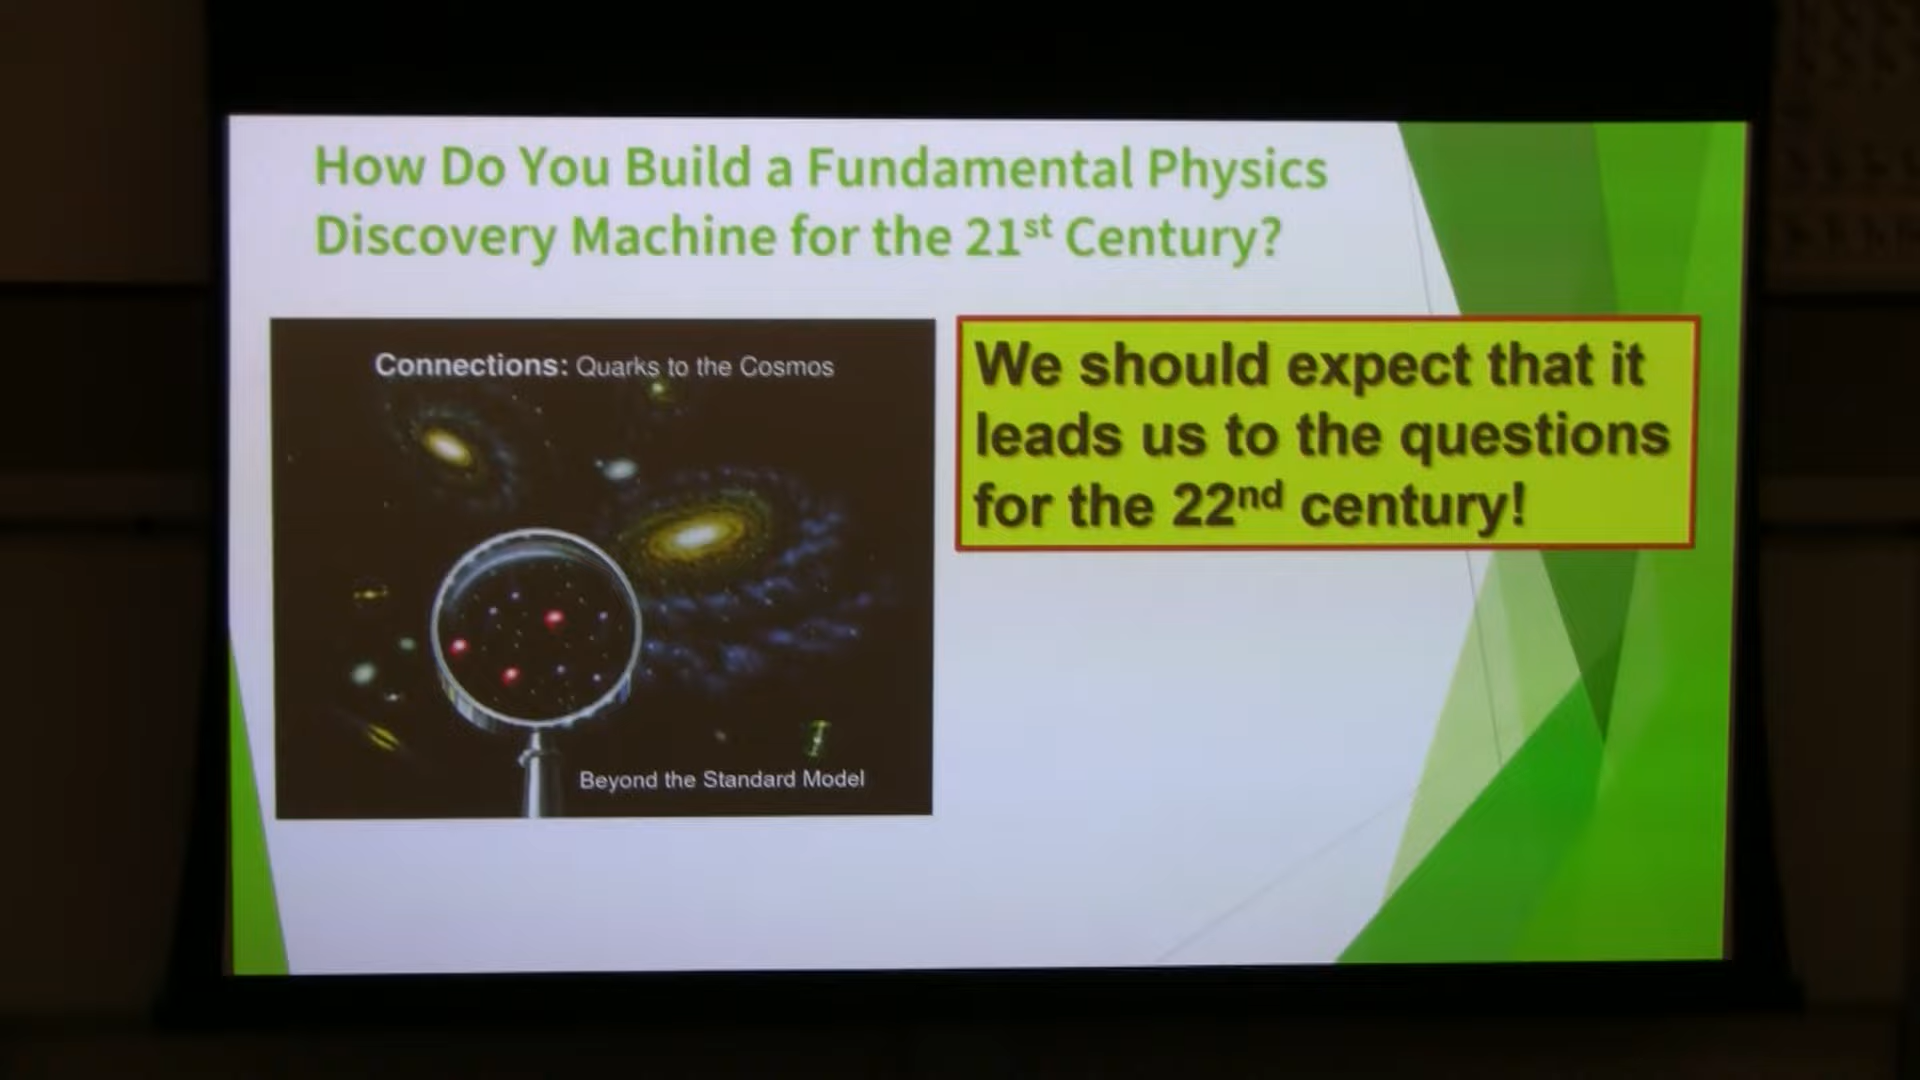 How Do You Build a Fundamental Physics
Discovery Machine for the 21st Century?
Connections: Quarks to the Cosmos
We should expect that it
leads us to the questions
for the 22nd century!
Beyond the Standard Model